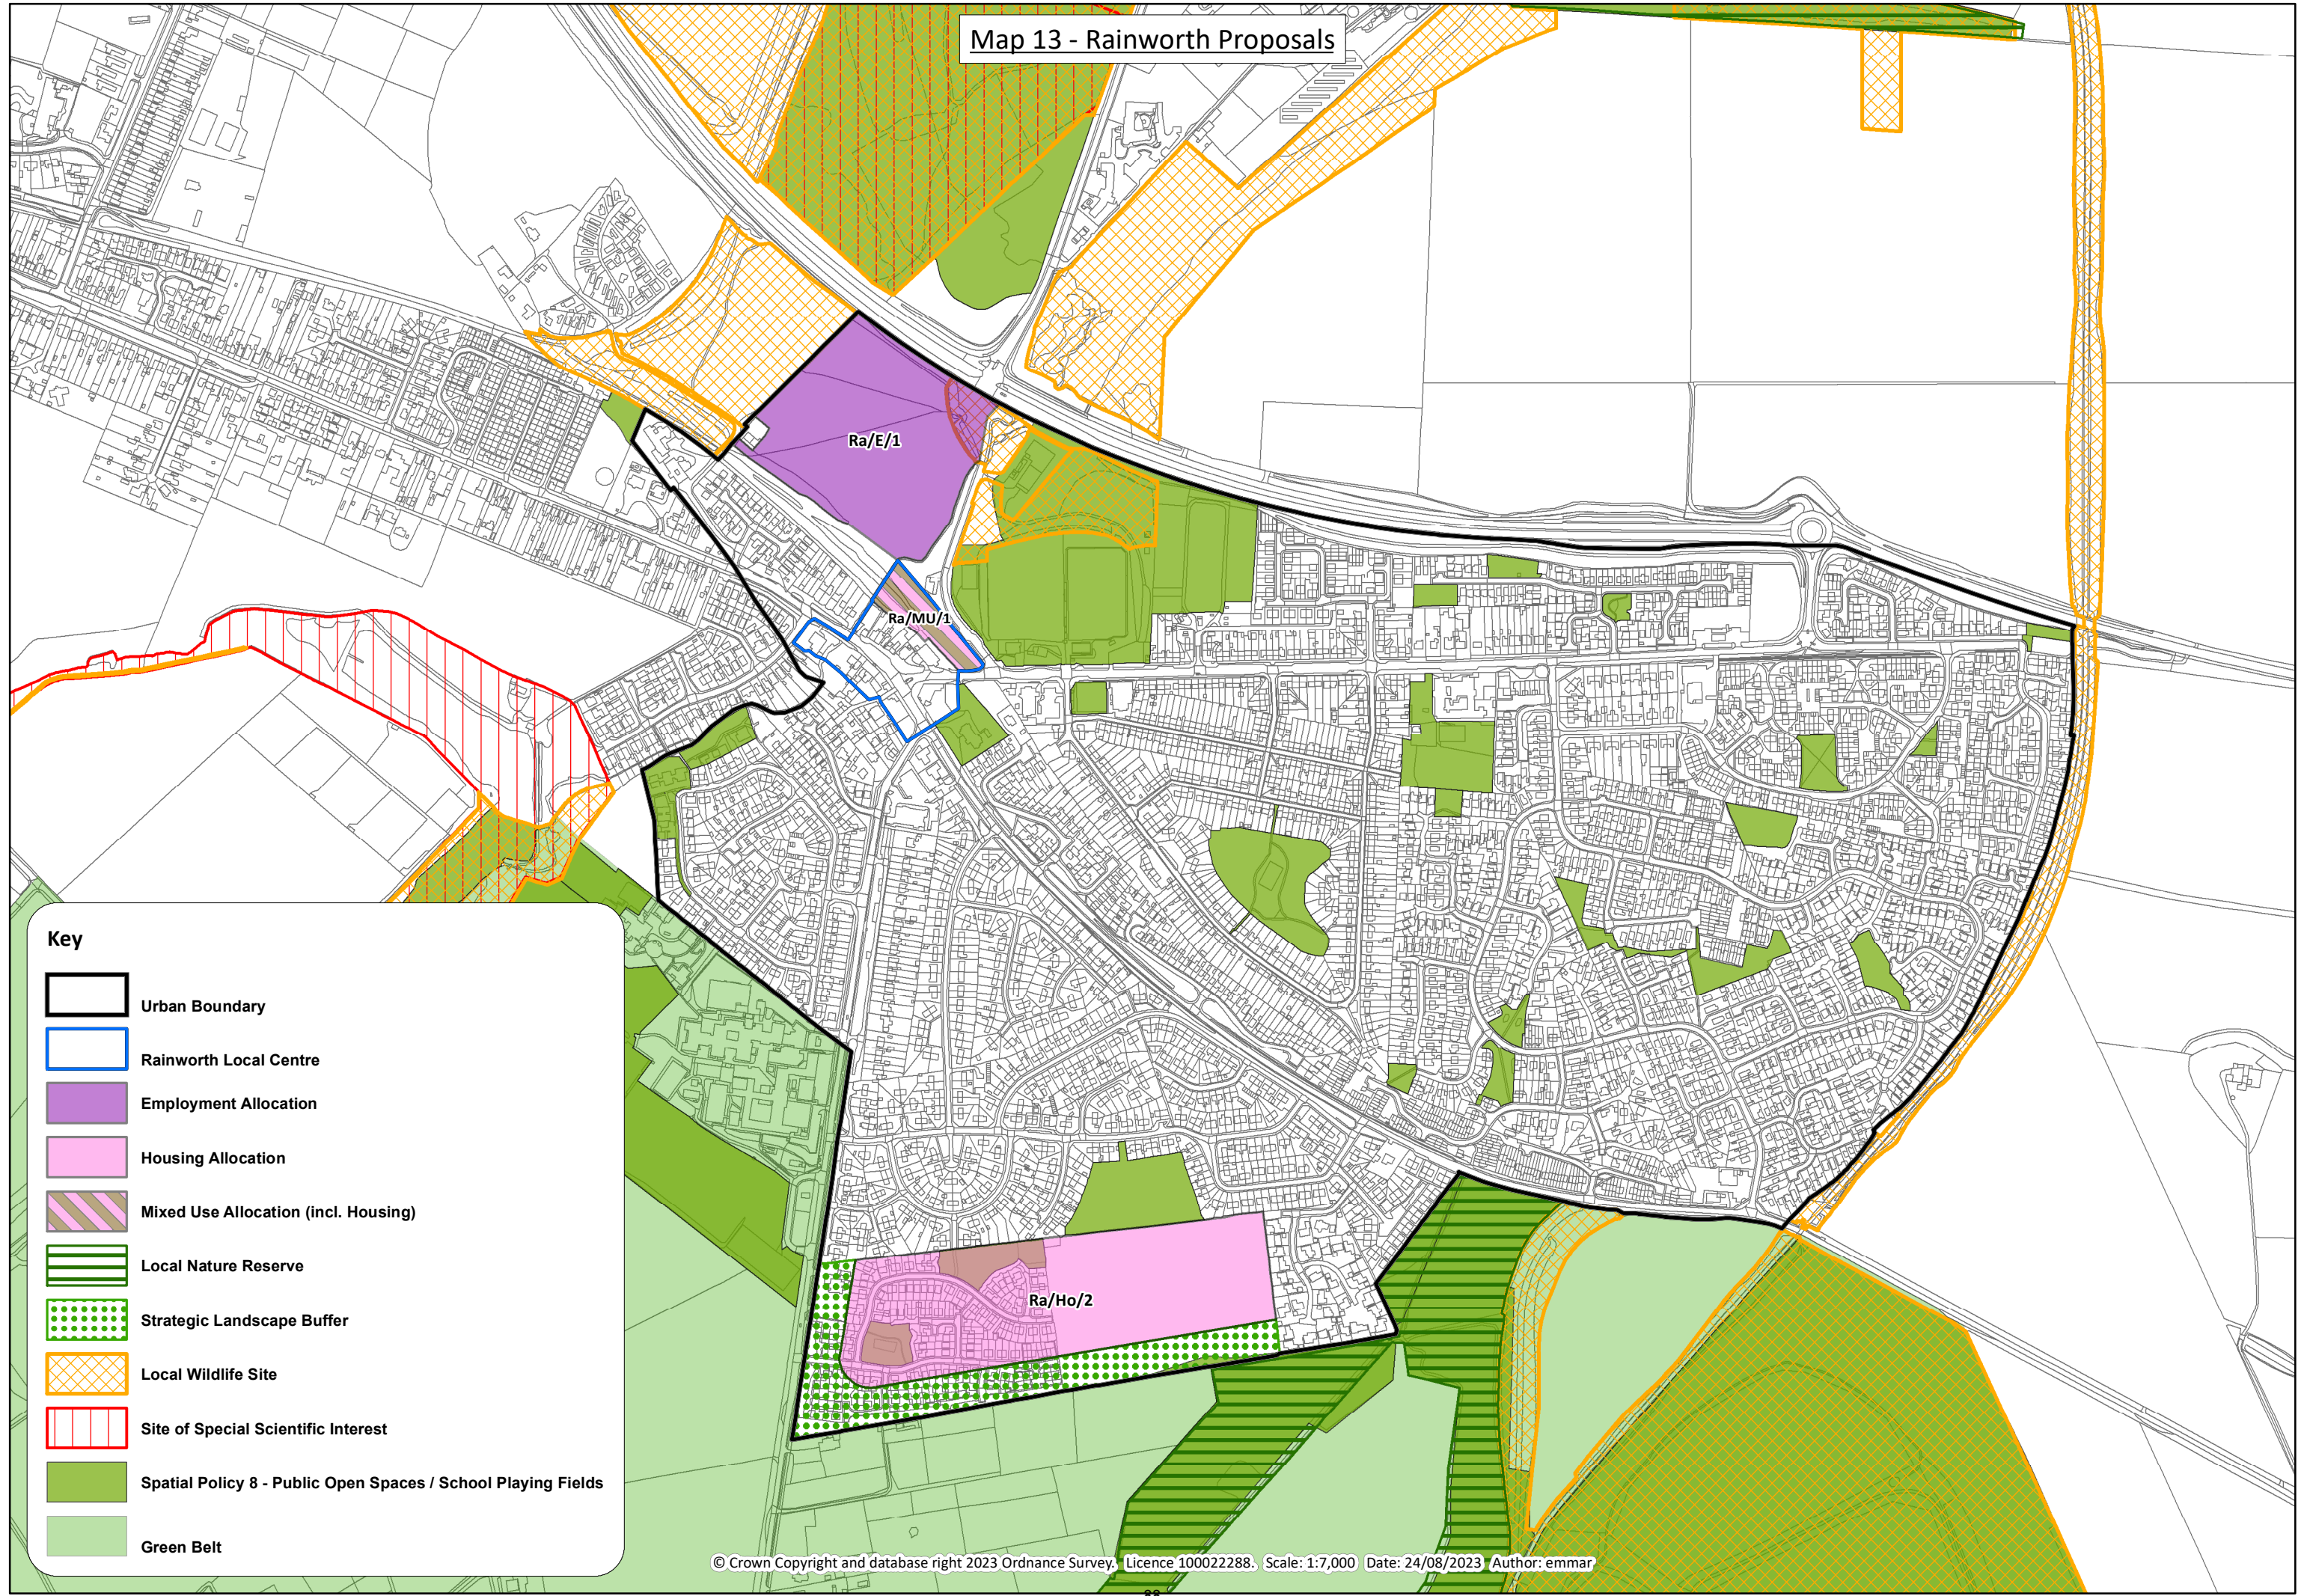 Map 13 - Rainworth Proposals
Ra/E/1
Ra/MU/1
Ra/Ho/2
Key
Urban Boundary
Rainworth Local Centre
Employment Allocation
Housing Allocation
Mixed Use Allocation (incl. Housing)
Local Nature Reserve
Strategic Landscape Buffer
Local Wildlife Site
Site of Special Scientific Interest
Spatial Policy 8 - Public Open Spaces / School Playing Fields
Green Belt
© Crown Copyright and database right 2023 Ordnance Survey. Licence 100022288. Scale: 1:7,000 Date: 24/08/2023 Author: emmar